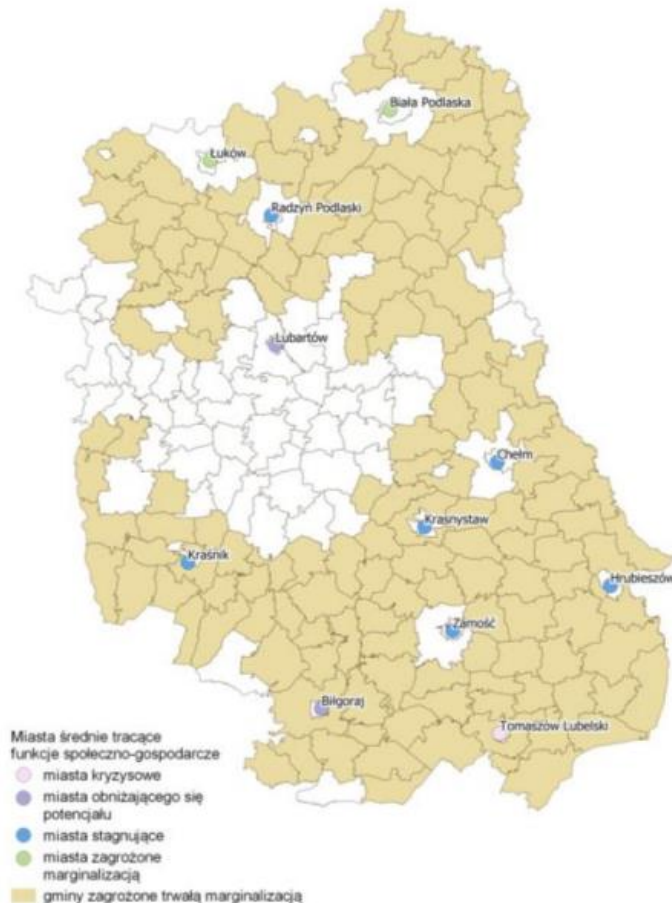 Biała Podlaska
Łuków
Radzyń Podlaski
Lubartów
Chełm
Krasnystaw
Kraśnik
Hrubieszów
Zamość
Biłgoraj
Tomaszów Lubelski
Miasta średnie tracące
funkcje społeczno-gospodarcze
miasta kryzysowe
miasta obniżającego się
potencjału
miasta stagnujące
miasta zagrożone
marginalizacją
gminy zagrożone trwałą marginalizacją